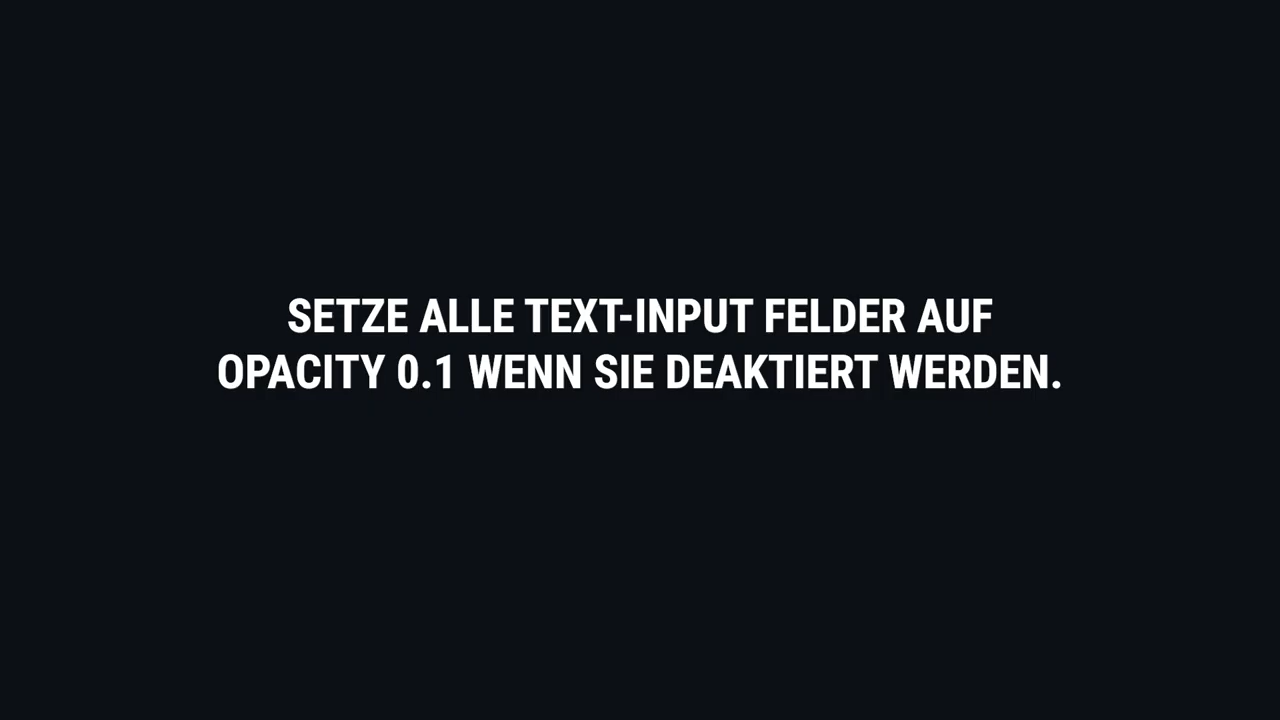 SETZE ALLE TEXT-INPUT FELDER AUF
OPACITY 0.1 WENN SIE DEAKTIERT WERDEN.